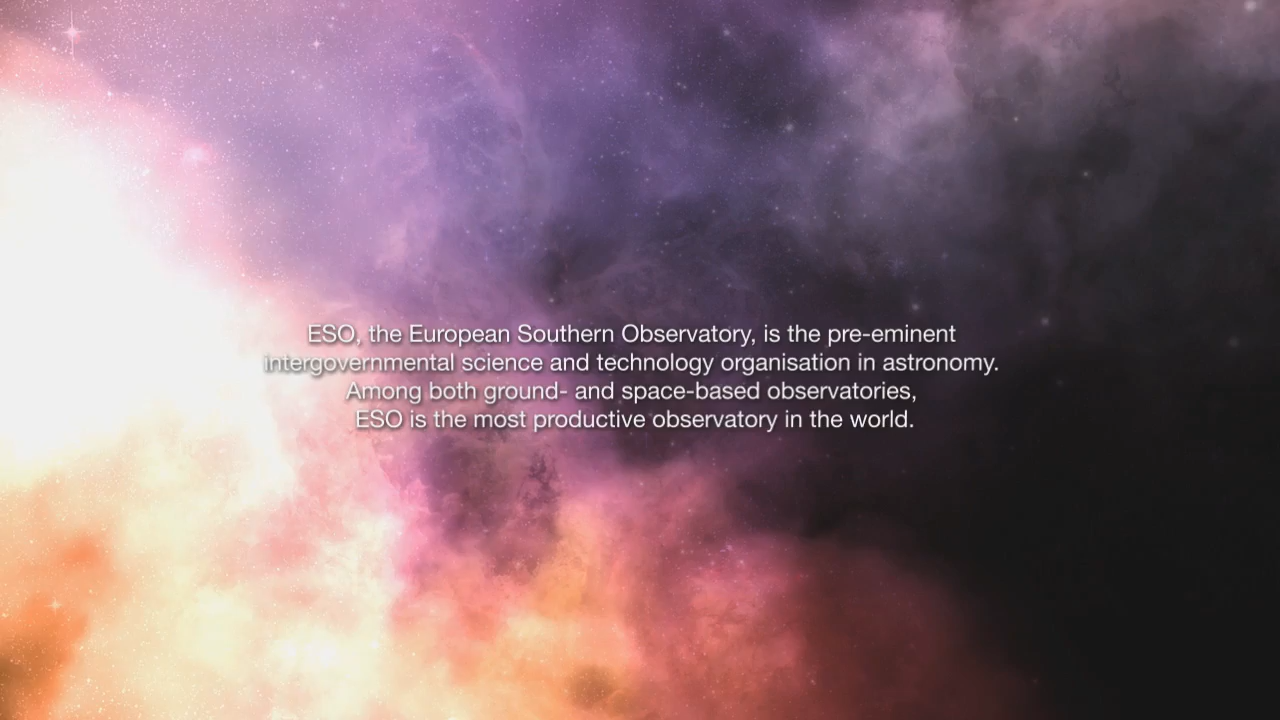 ESO, the European Southern Observatory, is the pre-eminent
intergovernmental science and technology organisation in astronomy.
Among both ground- and space-based observatories,
ESO is the most productive observatory in the world.